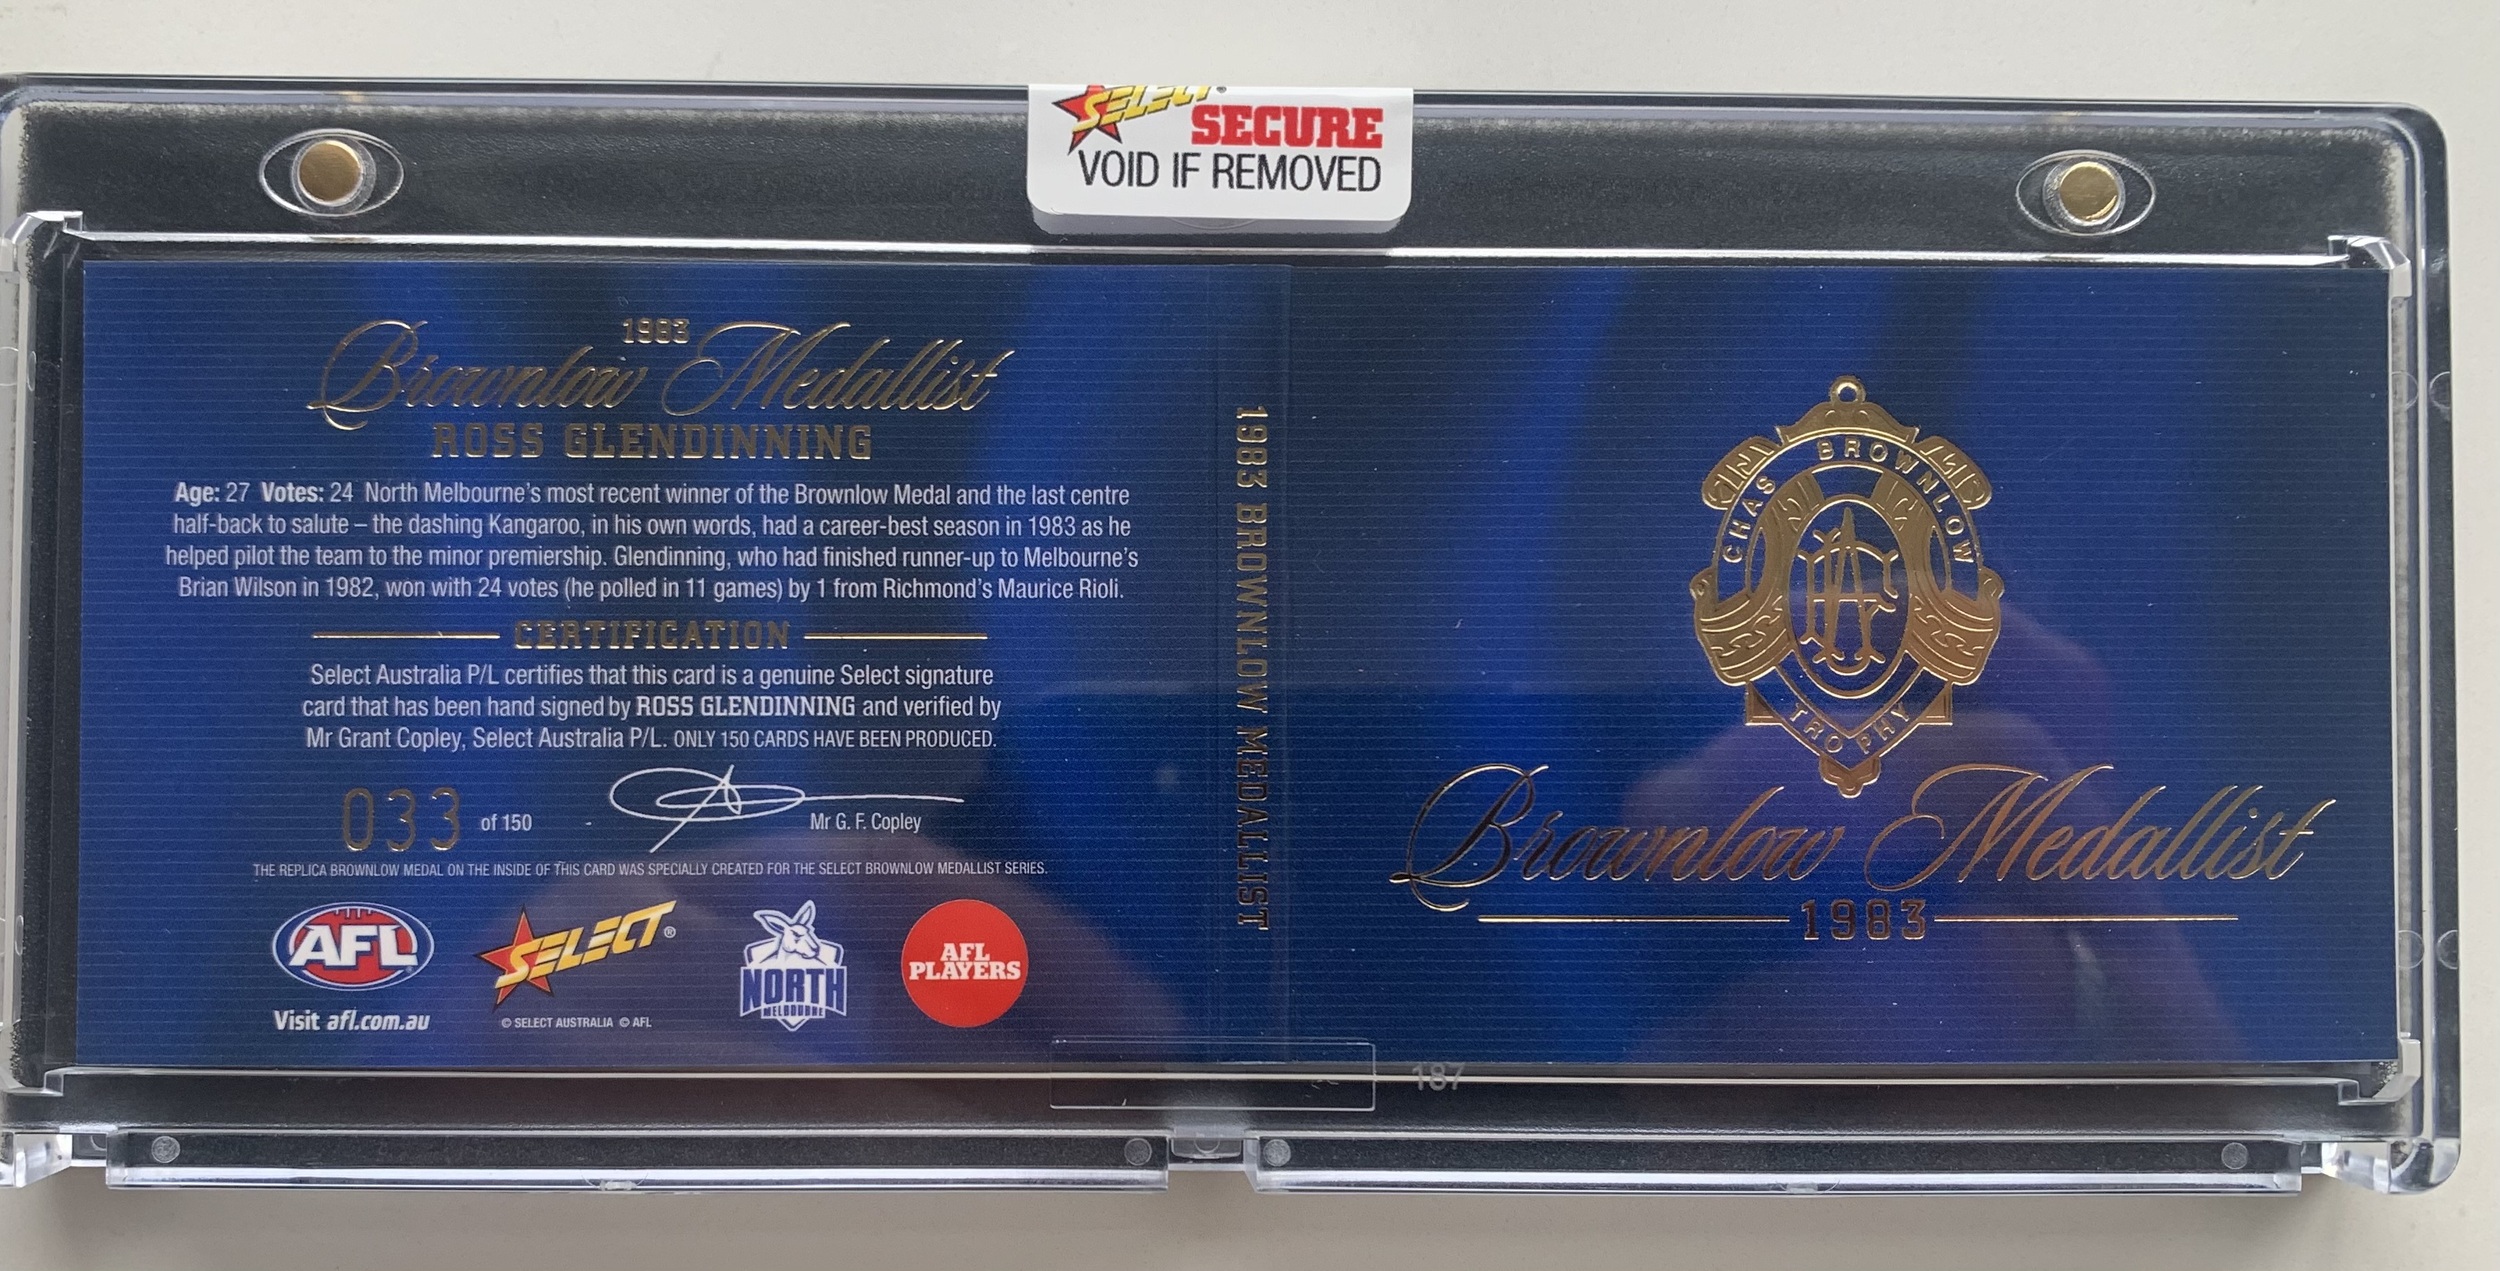 SELECT®
SECURE
VOID IF REMOVED
1983
Brownlow Medallist
ROSS GLENDINNING
Age: 27 Votes: 24 North Melbourne's most recent winner of the Brownlow Medal and the last centre
half-back to salute – the dashing Kangaroo, in his own words, had a career-best season in 1983 as he
helped pilot the team to the minor premiership. Glendinning, who had finished runner-up to Melbourne's
Brian Wilson in 1982, won with 24 votes (he polled in 11 games) by 1 from Richmond's Maurice Rioli.
CERTIFICATION
Select Australia P/L certifies that this card is a genuine Select signature
card that has been hand signed by ROSS GLENDINNING and verified by
Mr Grant Copley, Select Australia P/L. ONLY 150 CARDS HAVE BEEN PRODUCED.
033 of 150
Mr G. F. Copley
THE REPLICA BROWNLOW MEDAL ON THE INSIDE OF THIS CARD WAS SPECIALLY CREATED FOR THE SELECT BROWNLOW MEDALLIST SERIES.
AFL
Visit afl.com.au
SELECT®
© SELECT AUSTRALIA © AFL
NORTH
MELBOURNE
AFL
PLAYERS
1983 BROWNLOW MEDALLIST
CHAS BROWNLOW
TROPHY
Brownlow Medallist
1983
187